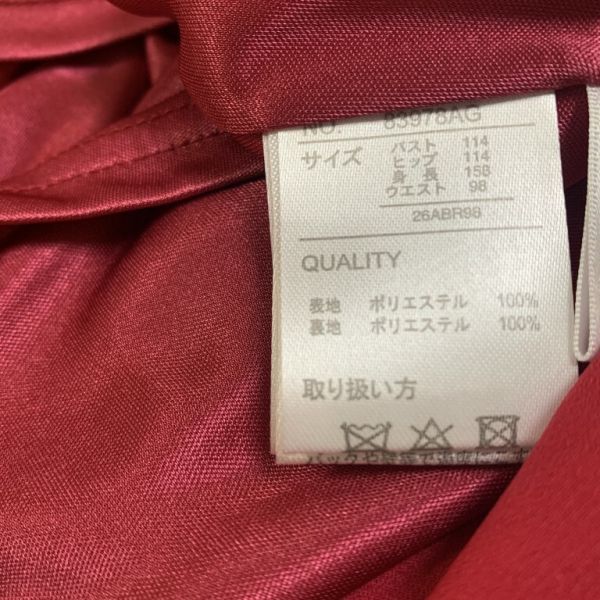 NO. 83978AG
サイズ バスト 114
ヒップ 114
身長 158
ウエスト 98
26ABR98
QUALITY
表地 ポリエステル 100%
裏地 ポリエステル 100%
取り扱い方